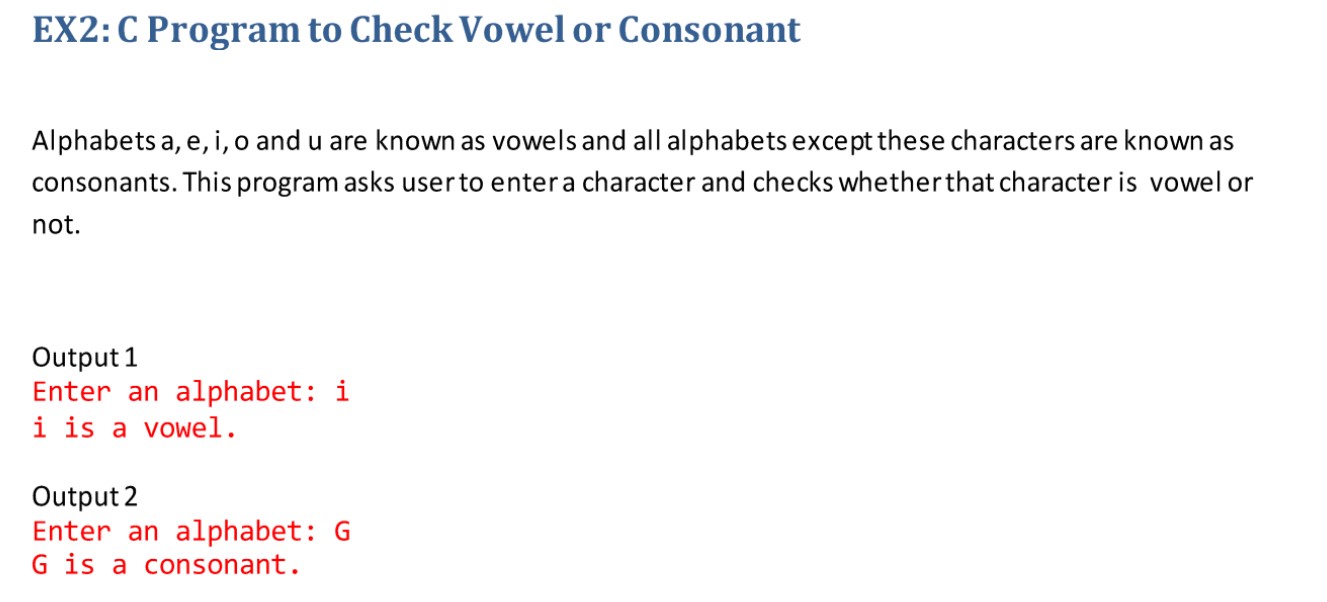 EX2: C Program to Check Vowel or Consonant
Alphabets a, e, i, o and u are known as vowels and all alphabets except these characters are known as
consonants. This program asks user to enter a character and checks whether that character is vowel or
not.
Output 1
Enter an alphabet: i
i is a vowel.
Output 2
Enter an alphabet: G
G is a consonant.